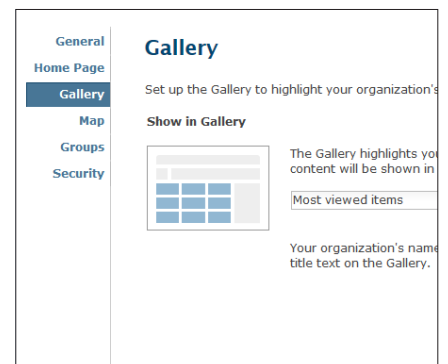 General
Home Page
Gallery
Map
Groups
Security
Gallery
Set up the Gallery to highlight your organization's
Show in Gallery
The Gallery highlights you
content will be shown in
Most viewed items
Your organization's name
title text on the Gallery.